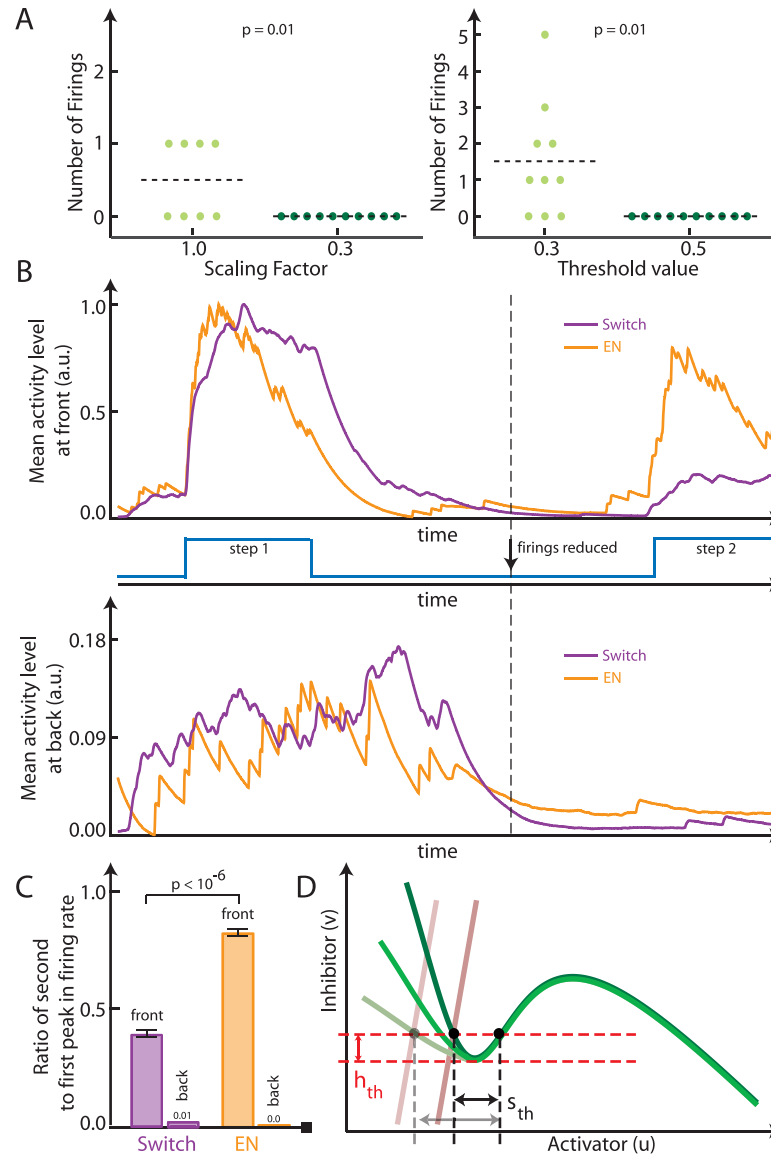 A
p = 0.01
Number of Firings
2
1
0
1.0
0.3
Scaling Factor
p = 0.01
Number of Firings
5
4
3
2
1
0
0.3
0.5
Threshold value
B
Mean activity level
at front (a.u.)
1.0
0.5
0.0
Switch
EN
time
step 1
firings reduced
step 2
time
Mean activity level
at back (a.u.)
0.18
0.09
0.00
Switch
EN
time
C
Ratio of second
to first peak in firing rate
1.0
0.5
0.0
p < 10⁻⁶
front
back
0.01
front
back
0.0
Switch
EN
D
Inhibitor (v)
h_th
s_th
Activator (u)